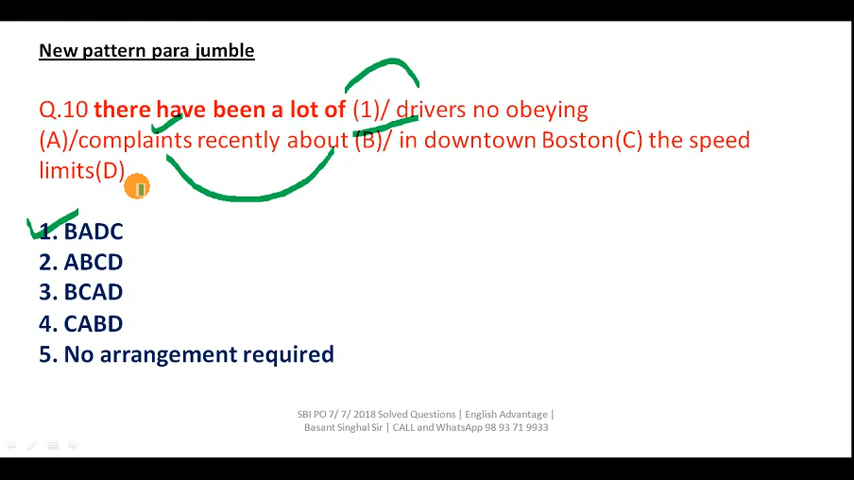 New pattern para jumble
Q.10 there have been a lot of (1)/ drivers no obeying
(A)/complaints recently about (B)/ in downtown Boston(C) the speed
limits(D)
1. BADC
2. ABCD
3. BCAD
4. CABD
5. No arrangement required
SBI PO 7/ 7/ 2018 Solved Questions | English Advantage |
Basant Singhal Sir | CALL and WhatsApp 98 93 71 9933